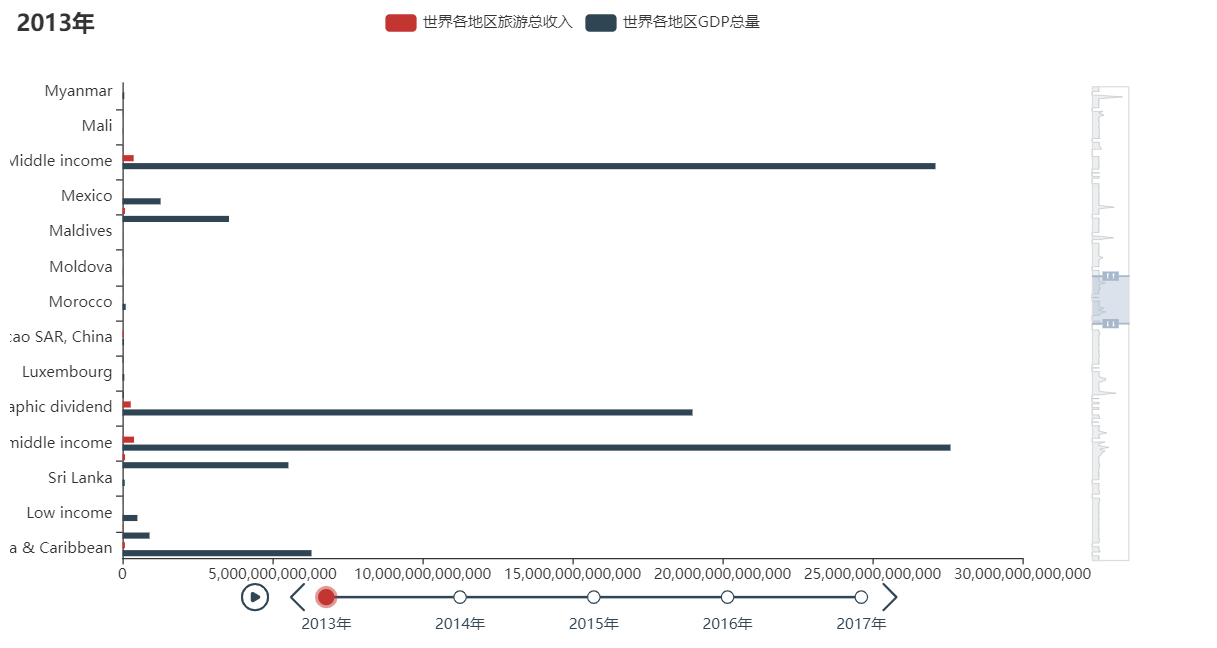 2013年
世界各地区旅游总收入 世界各地区GDP总量
Myanmar
Mali
Middle income
Mexico
Maldives
Moldova
Morocco
cao SAR, China
Luxembourg
aphic dividend
middle income
Sri Lanka
Low income
a & Caribbean
0 5,000,000,000,000 10,000,000,000,000 15,000,000,000,000 20,000,000,000,000 25,000,000,000,000 30,000,000,000,000
2013年 2014年 2015年 2016年 2017年